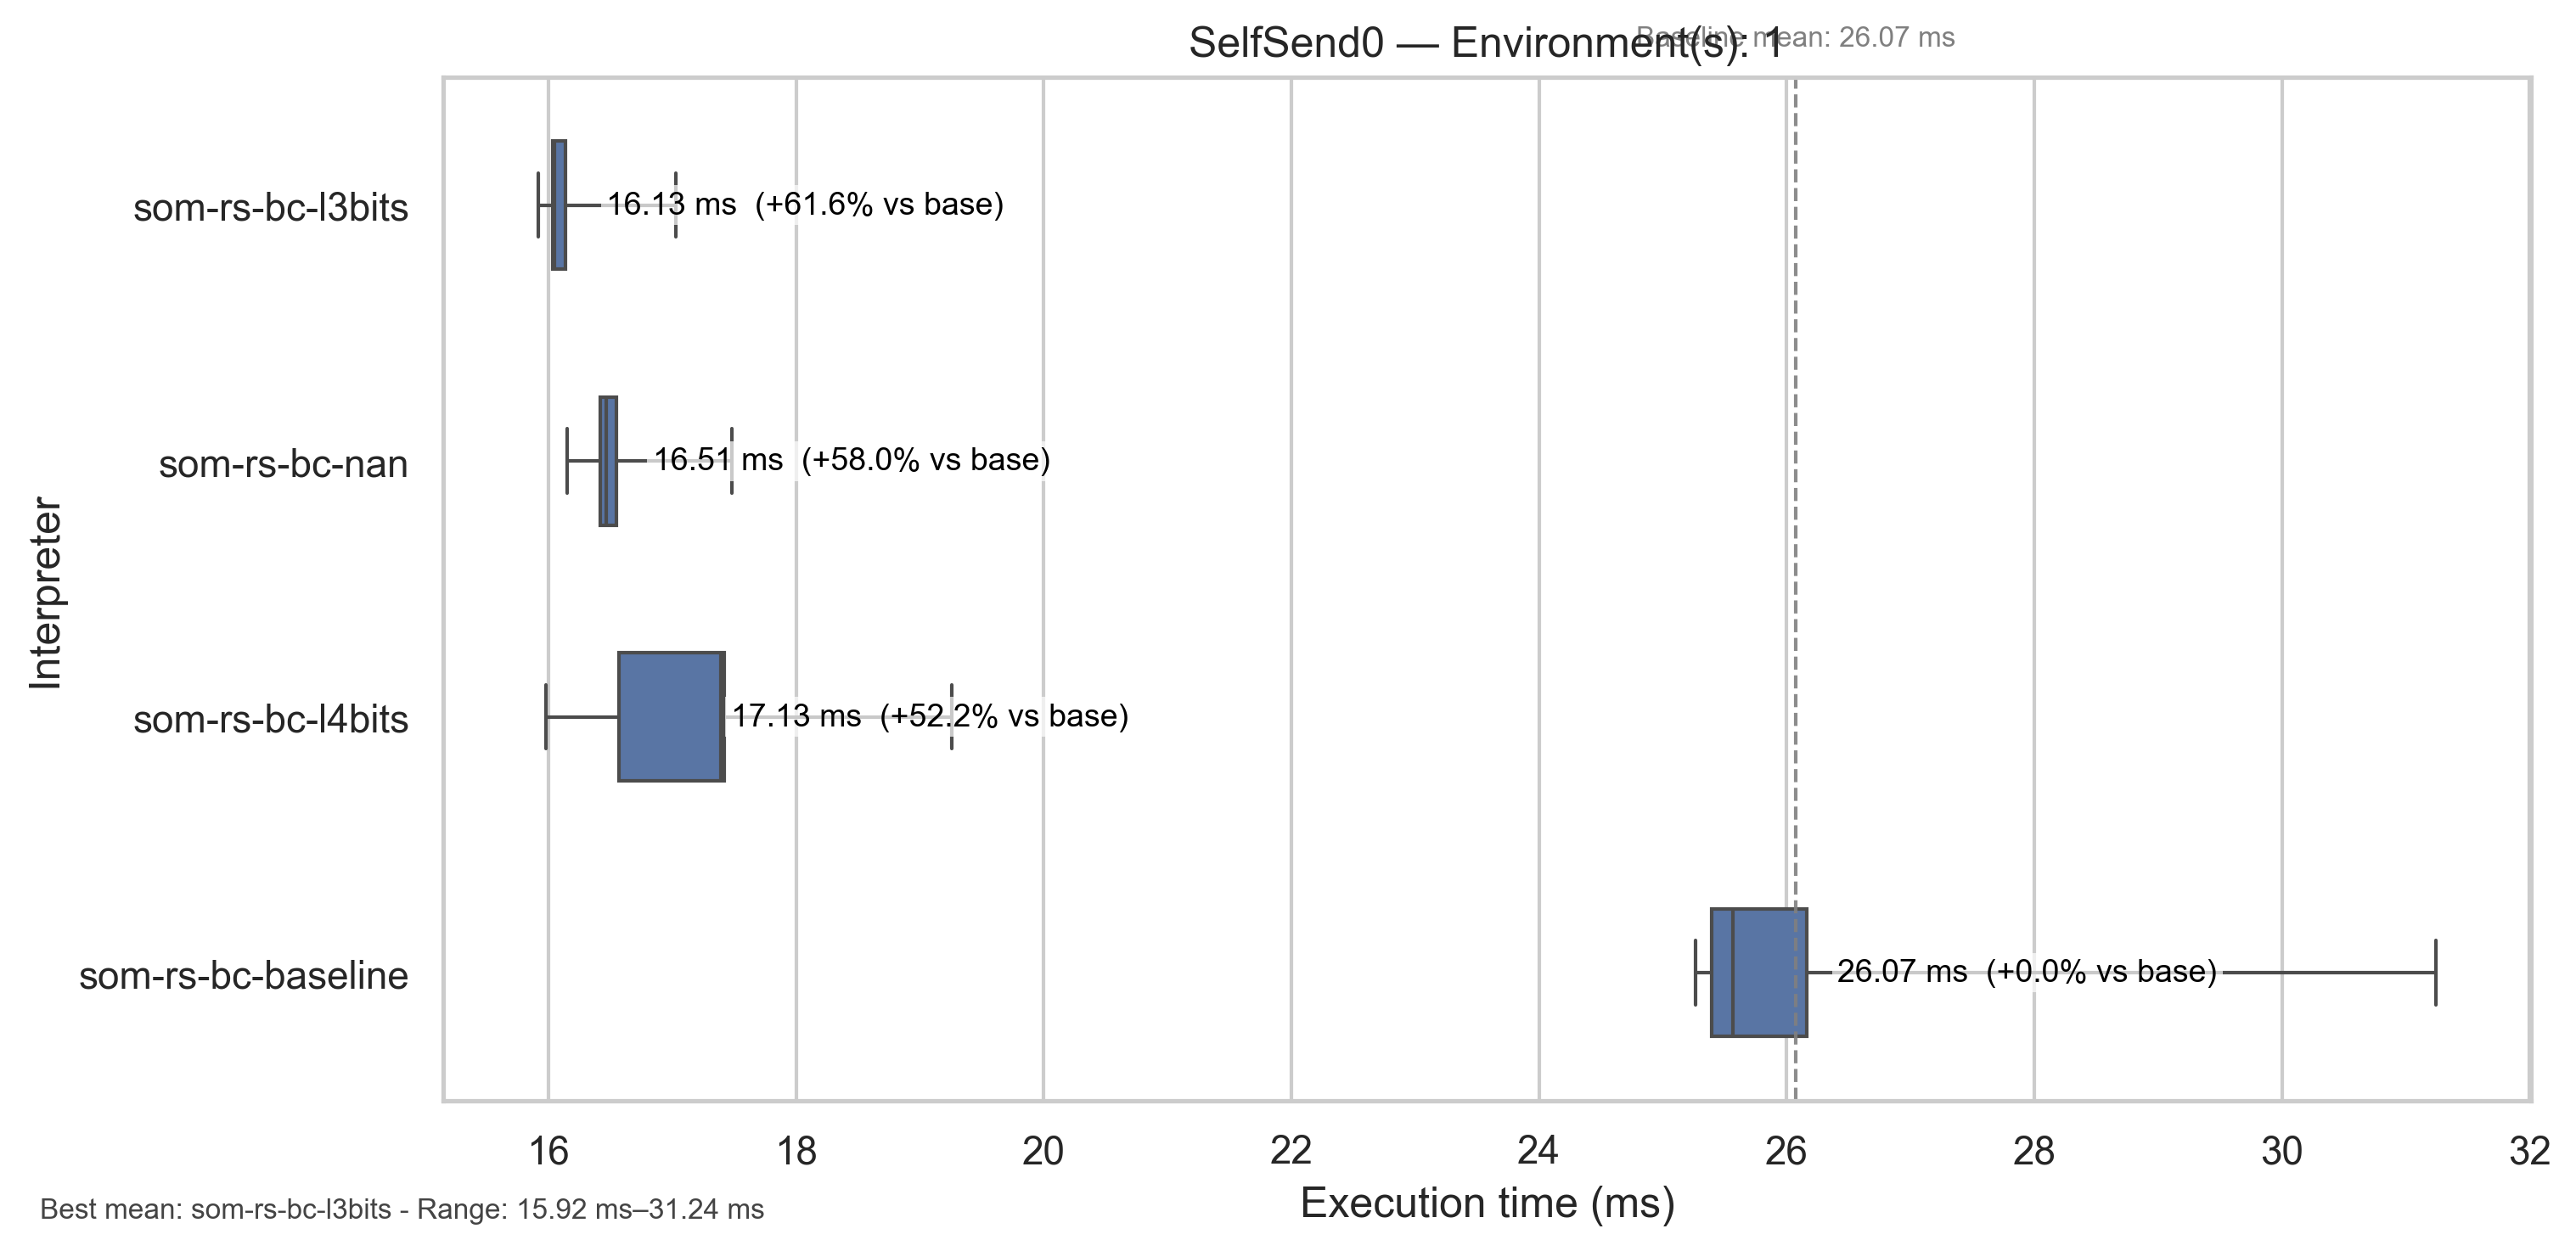 SelfSend0 — Environment(s): 1
Baseline mean: 26.07 ms
Interpreter
som-rs-bc-l3bits
16.13 ms (+61.6% vs base)
som-rs-bc-nan
16.51 ms (+58.0% vs base)
som-rs-bc-l4bits
17.13 ms (+52.2% vs base)
som-rs-bc-baseline
26.07 ms (+0.0% vs base)
16 18 20 22 24 26 28 30 32
Execution time (ms)
Best mean: som-rs-bc-l3bits - Range: 15.92 ms–31.24 ms